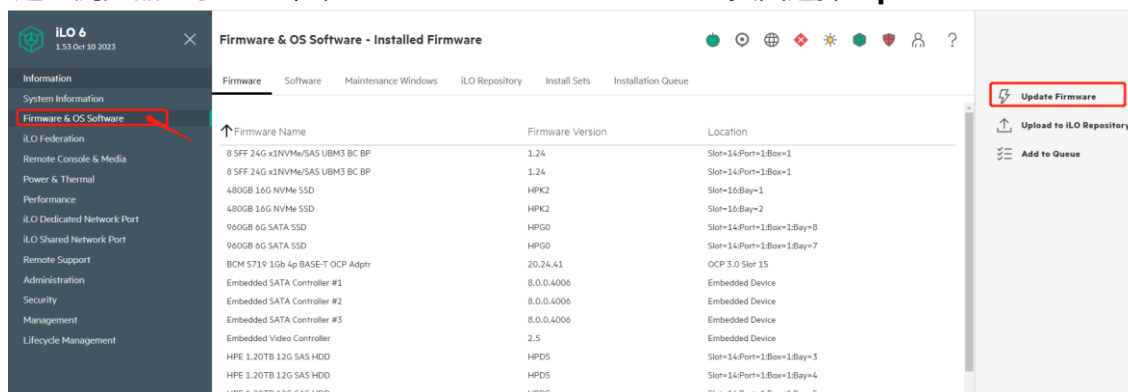 iLO 6
1.53 Oct 10 2023
Firmware & OS Software - Installed Firmware
?
Information
System Information
Firmware & OS Software
iLO Federation
Remote Console & Media
Power & Thermal
Performance
iLO Dedicated Network Port
iLO Shared Network Port
Remote Support
Administration
Security
Management
Lifecycle Management
Firmware Software Maintenance Windows iLO Repository Install Sets Installation Queue
Firmware Name Firmware Version Location
8 SFF 24G x1NVMe/SAS UBM3 BC BP 1.24 Slot=14:Port=1:Box=1
8 SFF 24G x1NVMe/SAS UBM3 BC BP 1.24 Slot=14:Port=1:Box=1
480GB 16G NVMe SSD HPK2 Slot=16:Bay=1
480GB 16G NVMe SSD HPK2 Slot=16:Bay=2
960GB 6G SATA SSD HPG0 Slot=14:Port=1:Box=1:Bay=8
960GB 6G SATA SSD HPG0 Slot=14:Port=1:Box=1:Bay=7
BCM 5719 1Gb 4p BASE-T OCP Adptr 20.24.41 OCP 3.0 Slot 15
Embedded SATA Controller #1 8.0.0.4006 Embedded Device
Embedded SATA Controller #2 8.0.0.4006 Embedded Device
Embedded SATA Controller #3 8.0.0.4006 Embedded Device
Embedded Video Controller 2.5 Embedded Device
HPE 1.20TB 12G SAS HDD HPD5 Slot=14:Port=1:Box=1:Bay=3
HPE 1.20TB 12G SAS HDD HPD5 Slot=14:Port=1:Box=1:Bay=4
Update Firmware
Upload to iLO Repository
Add to Queue